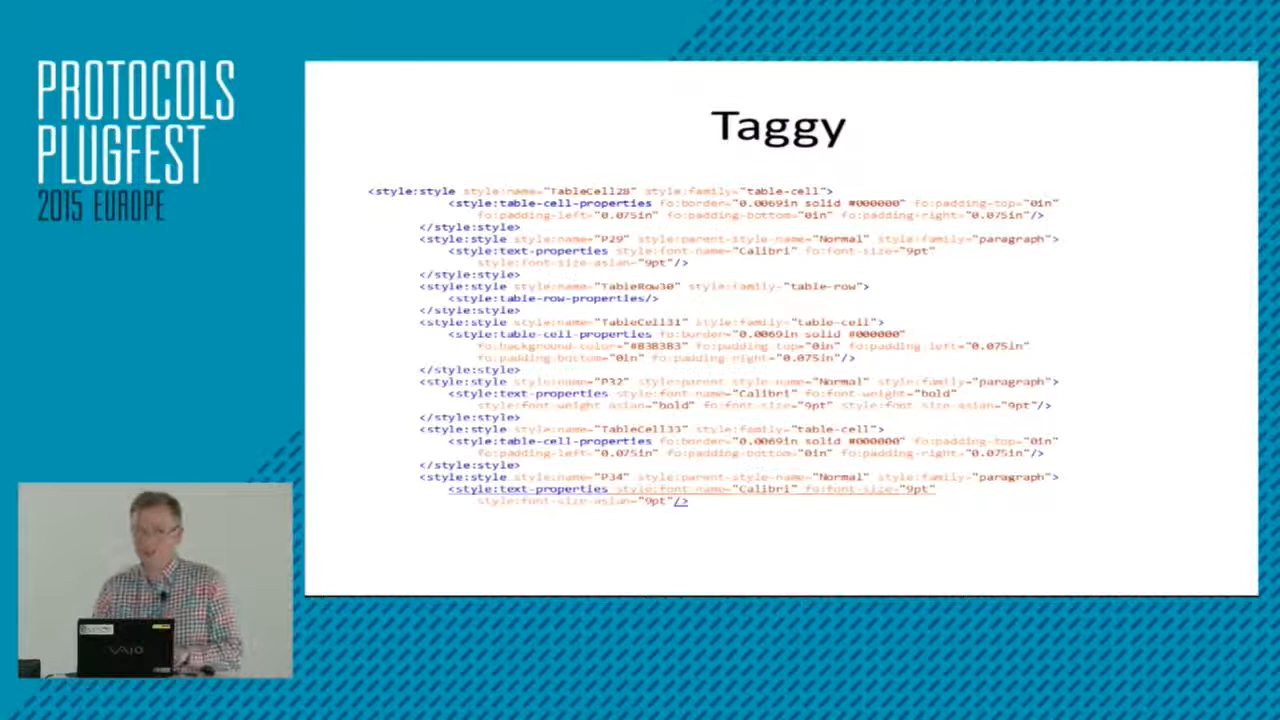 PROTOCOLS
PLUGFEST
2015 EUROPE
Taggy
<style:style style:name="TableCell28" style:family="table-cell">
<style:table-cell-properties fo:border="0.0069in solid #000000" fo:padding-top="0in"
fo:padding-left="0.075in" fo:padding-bottom="0in" fo:padding-right="0.075in"/>
</style:style>
<style:style style:name="P29" style:parent-style-name="Normal" style:family="paragraph">
<style:text-properties style:font-name="Calibri" fo:font-size="9pt"
style:font-size-asian="9pt"/>
</style:style>
<style:style style:name="TableRow30" style:family="table-row">
<style:table-row-properties/>
</style:style>
<style:style style:name="TableCell31" style:family="table-cell">
<style:table-cell-properties fo:border="0.0069in solid #000000"
fo:background-color="#838383" fo:padding-top="0in" fo:padding-left="0.075in"
fo:padding-bottom="0in" fo:padding-right="0.075in"/>
</style:style>
<style:style style:name="P32" style:parent-style-name="Normal" style:family="paragraph">
<style:text-properties style:font-name="Calibri" fo:font-weight="bold"
style:font-weight-asian="bold" fo:font-size="9pt" style:font-size-asian="9pt"/>
</style:style>
<style:style style:name="TableCell33" style:family="table-cell">
<style:table-cell-properties fo:border="0.0069in solid #000000" fo:padding-top="0in"
fo:padding-left="0.075in" fo:padding-bottom="0in" fo:padding-right="0.075in"/>
</style:style>
<style:style style:name="P34" style:parent-style-name="Normal" style:family="paragraph">
<style:text-properties style:font-name="Calibri" fo:font-size="9pt"
style:font-size-asian="9pt"/>
VAIO